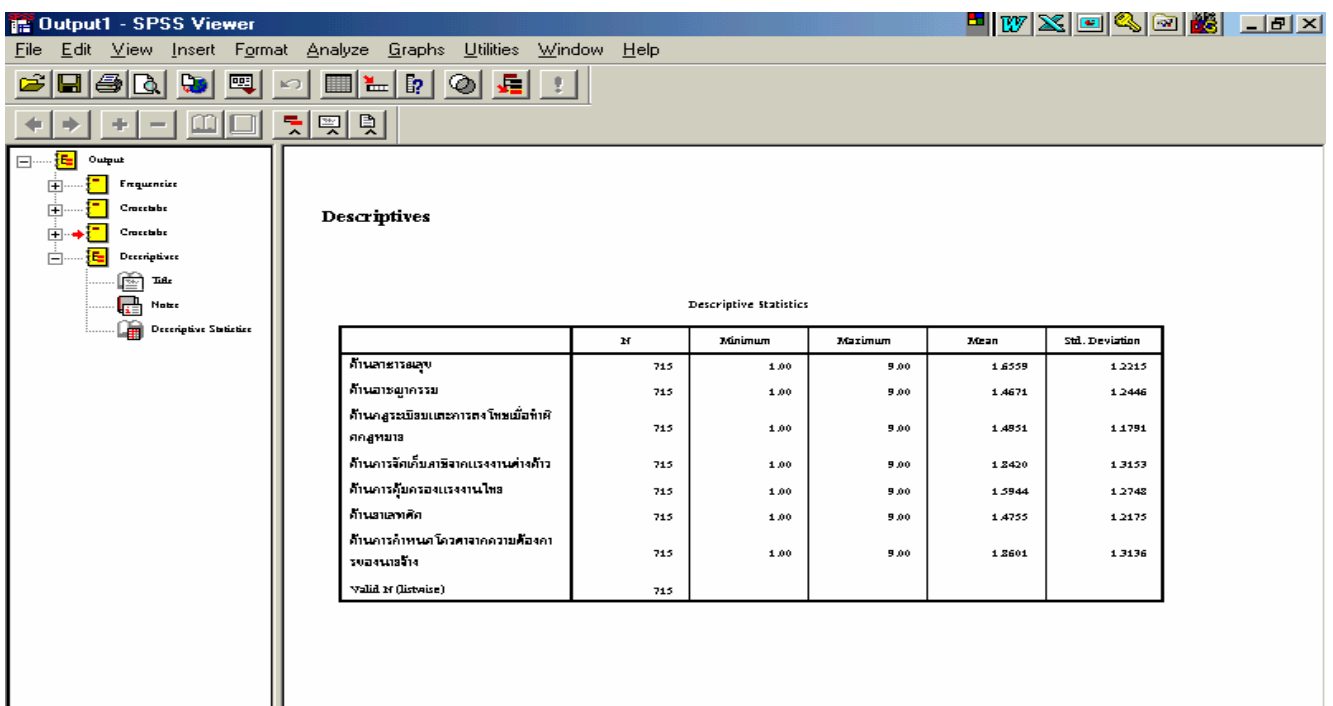 Output1 - SPSS Viewer
File Edit View Insert Format Analyze Graphs Utilities Window Help
Output
Frequencies
Crosstabs
Crosstabs
Descriptives
Title
Notes
Descriptive Statistics
Descriptives
Descriptive Statistics
N Minimum Maximum Mean Std. Deviation
ด้านสาธารณสุข 715 1.00 9.00 1.6559 1.2215
ด้านอาชญากรรม 715 1.00 9.00 1.4671 1.2446
ด้านกฎระเบียบและการลงโทษเมื่อทำผิ
ดกฎหมาย 715 1.00 9.00 1.4951 1.1791
ด้านการจัดเก็บภาษีจากแรงงานต่างด้าว 715 1.00 9.00 1.8420 1.3153
ด้านการคุ้มครองแรงงานไทย 715 1.00 9.00 1.5944 1.2748
ด้านยาเสพติด 715 1.00 9.00 1.4755 1.2175
ด้านการกำหนดโควตาจากความต้องกา
รของนายจ้าง 715 1.00 9.00 1.8601 1.3136
Valid N (listwise) 715